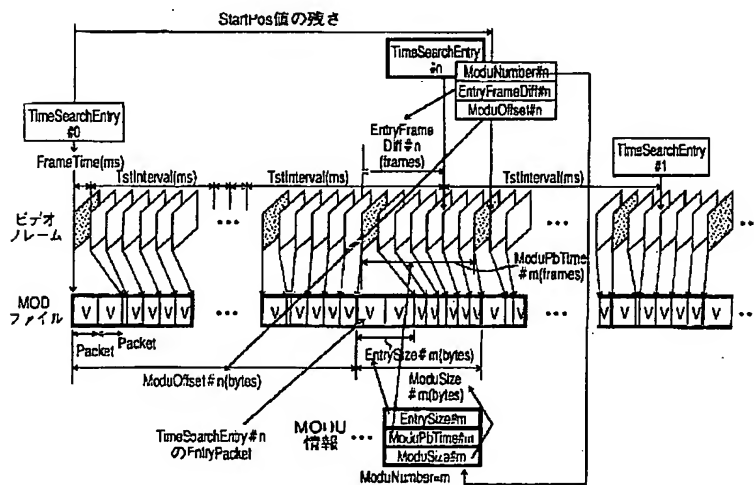 StartPos値の残さ
TimeSearchEntry
#n
ModuNumber#n
EntryFrameDiff#n
ModuOffset#n
TimeSearchEntry
#0
FrameTime(ms)
EntryFrame
Diff#n
(frames)
TimeSearchEntry
#1
TstInterval(ms)
TstInterval(ms)
TstInterval(ms)
ビデオ
フレーム
...
...
ModuPbTime
#m(frames)
MOD
ファイル
V V V V V V ... V V V V V V V V V V V V V ... V V V V V V ...
Packet
Packet
EntrySize#m(bytes)
ModuOffset#n(bytes)
ModuSize
#m(bytes)
TimeSearchEntry#n
のEntryPacket
MODU
情報
...
EntrySize#m
ModuPbTime#m
ModuSize#m
ModuNumber=m